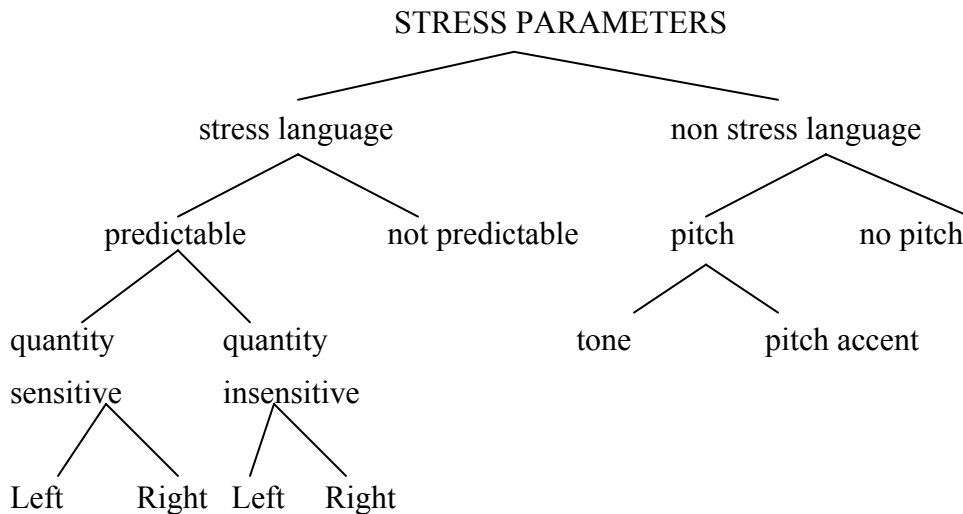 STRESS PARAMETERS
stress language non stress language
predictable not predictable pitch no pitch
quantity quantity tone pitch accent
sensitive insensitive
Left Right Left Right